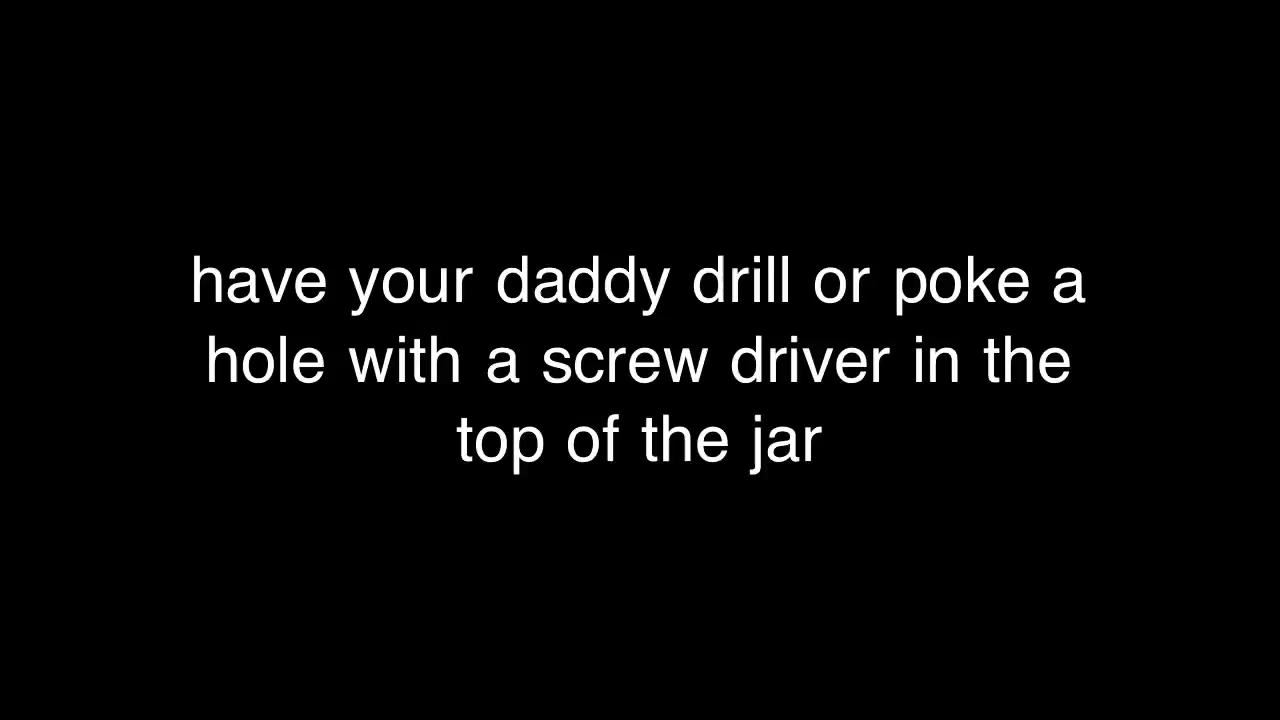 have your daddy drill or poke a
hole with a screw driver in the
top of the jar